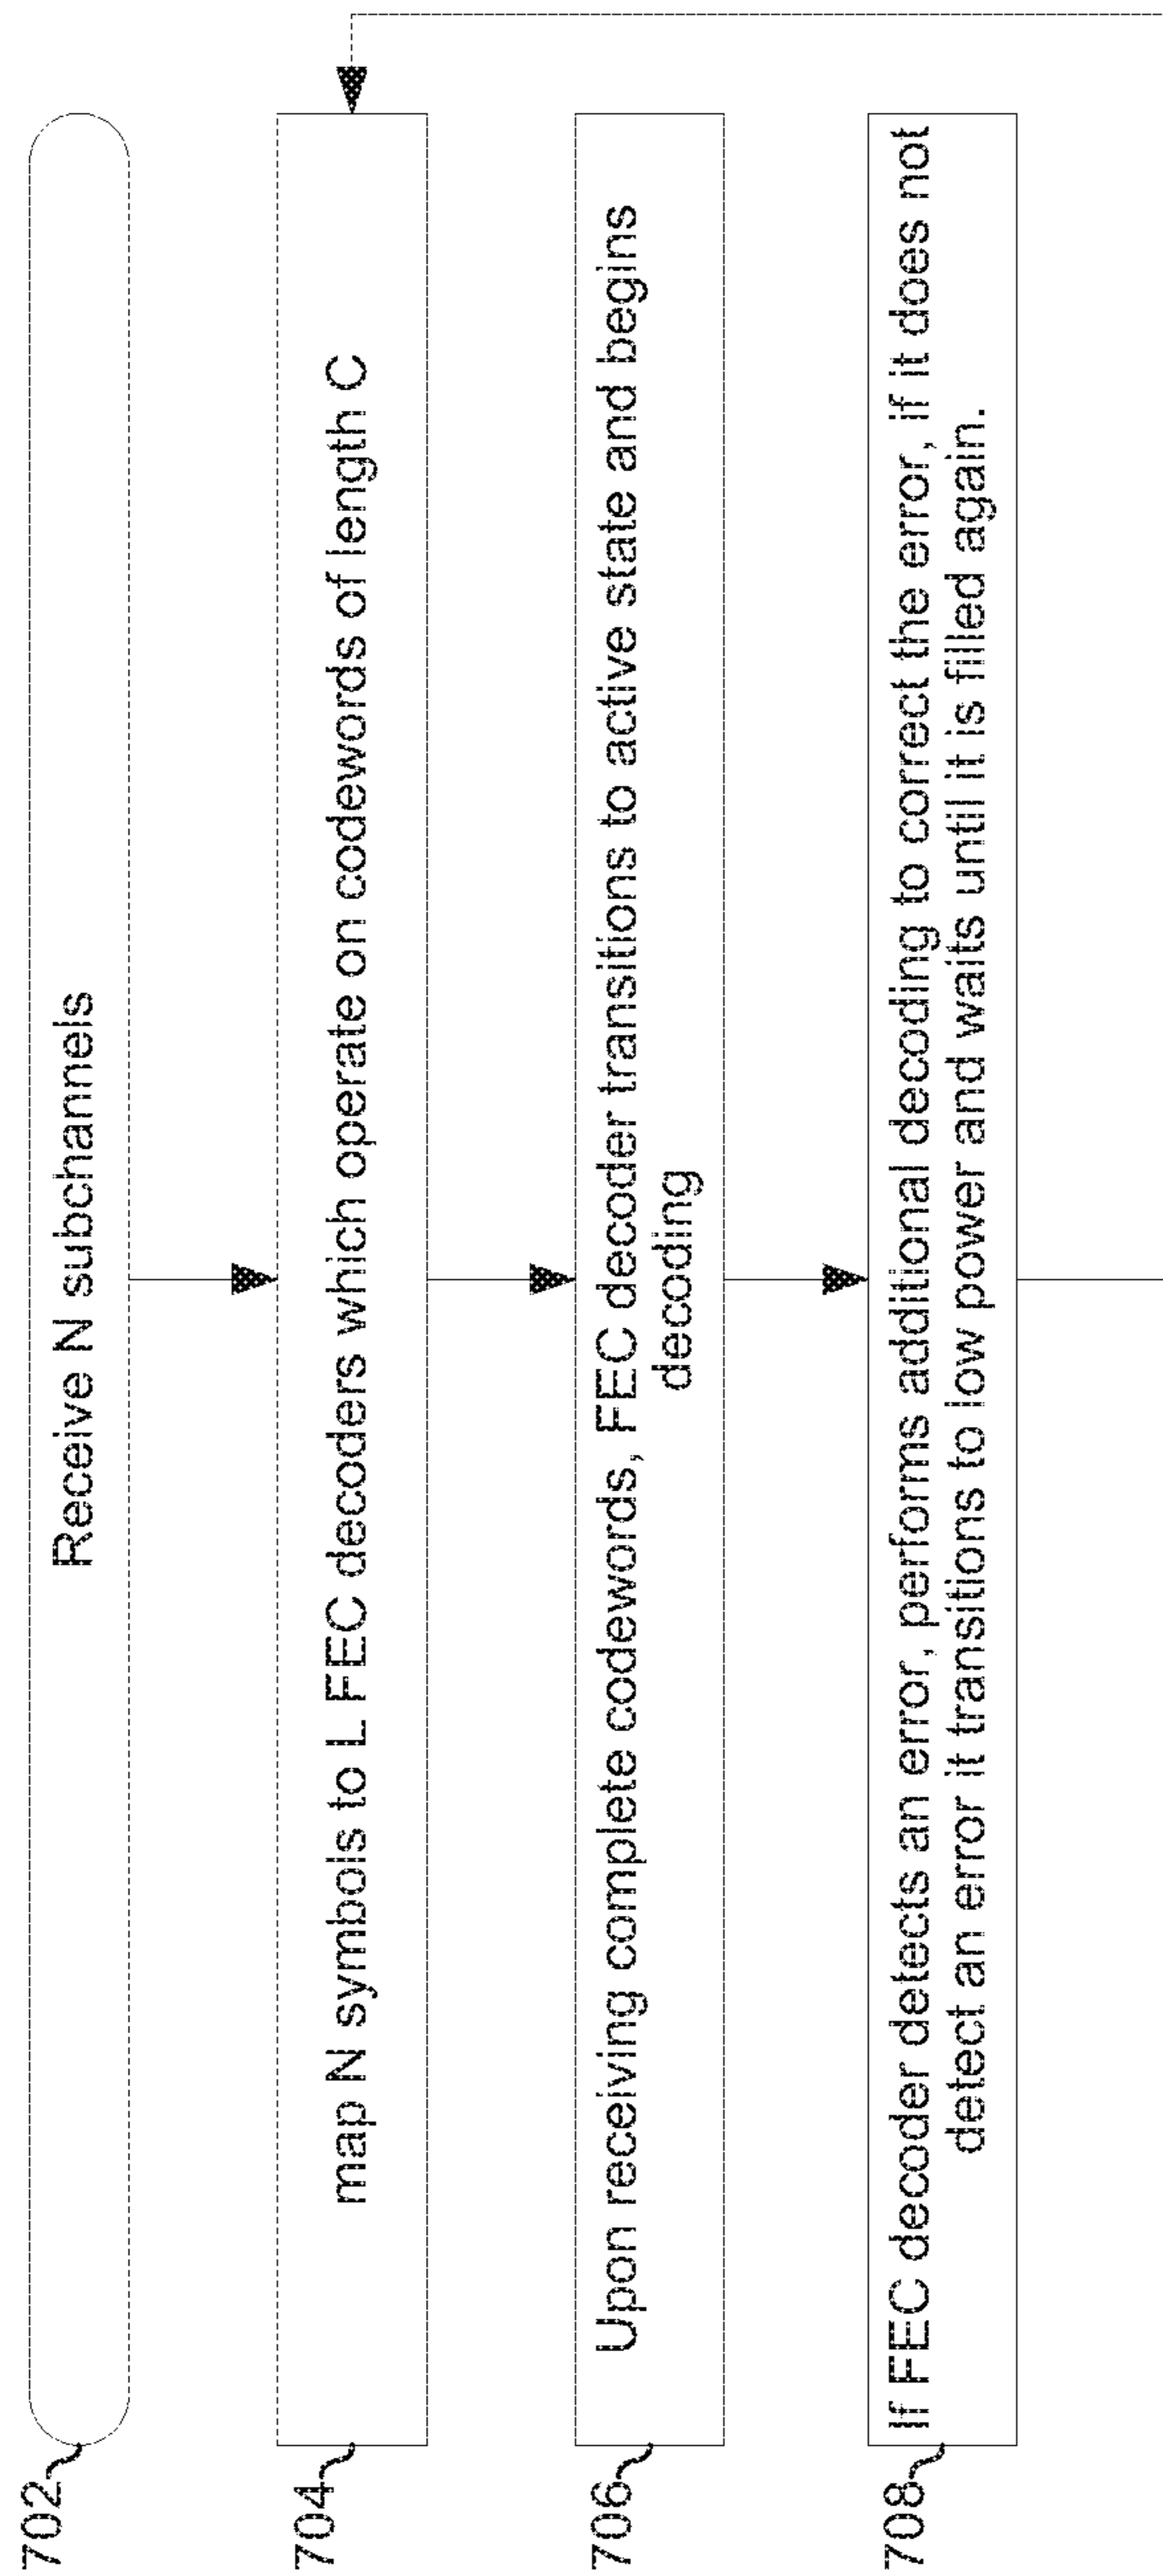 702
Receive N subchannels
704
map N symbols to L FEC decoders which operate on codewords of length C
706
Upon receiving complete codewords, FEC decoder transitions to active state and begins
decoding
708
If FEC decoder detects an error, performs additional decoding to correct the error, if it does not
detect an error it transitions to low power and waits until it is filled again.